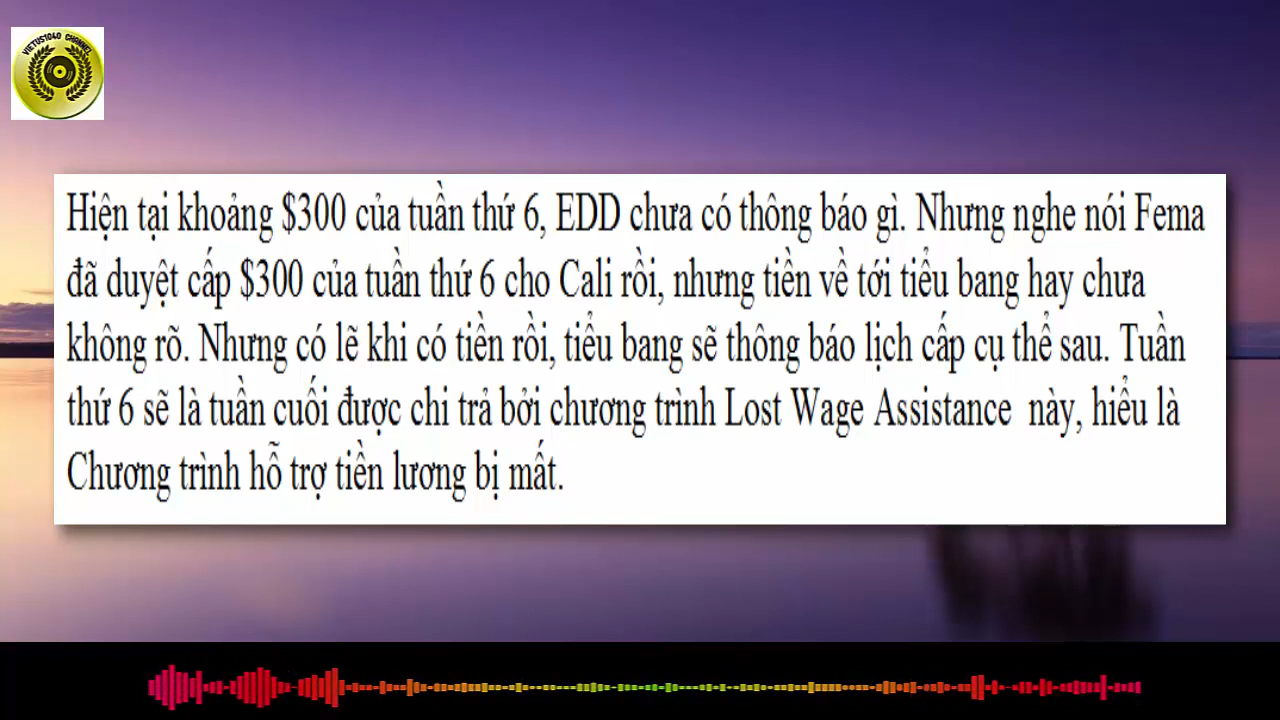 VIETUS1040 CHANNEL
Hiện tại khoảng $300 của tuần thứ 6, EDD chưa có thông báo gì. Nhưng nghe nói Fema
đã duyệt cấp $300 của tuần thứ 6 cho Cali rồi, nhưng tiền về tới tiểu bang hay chưa
không rõ. Nhưng có lẽ khi có tiền rồi, tiểu bang sẽ thông báo lịch cấp cụ thể sau. Tuần
thứ 6 sẽ là tuần cuối được chi trả bởi chương trình Lost Wage Assistance này, hiểu là
Chương trình hỗ trợ tiền lương bị mất.